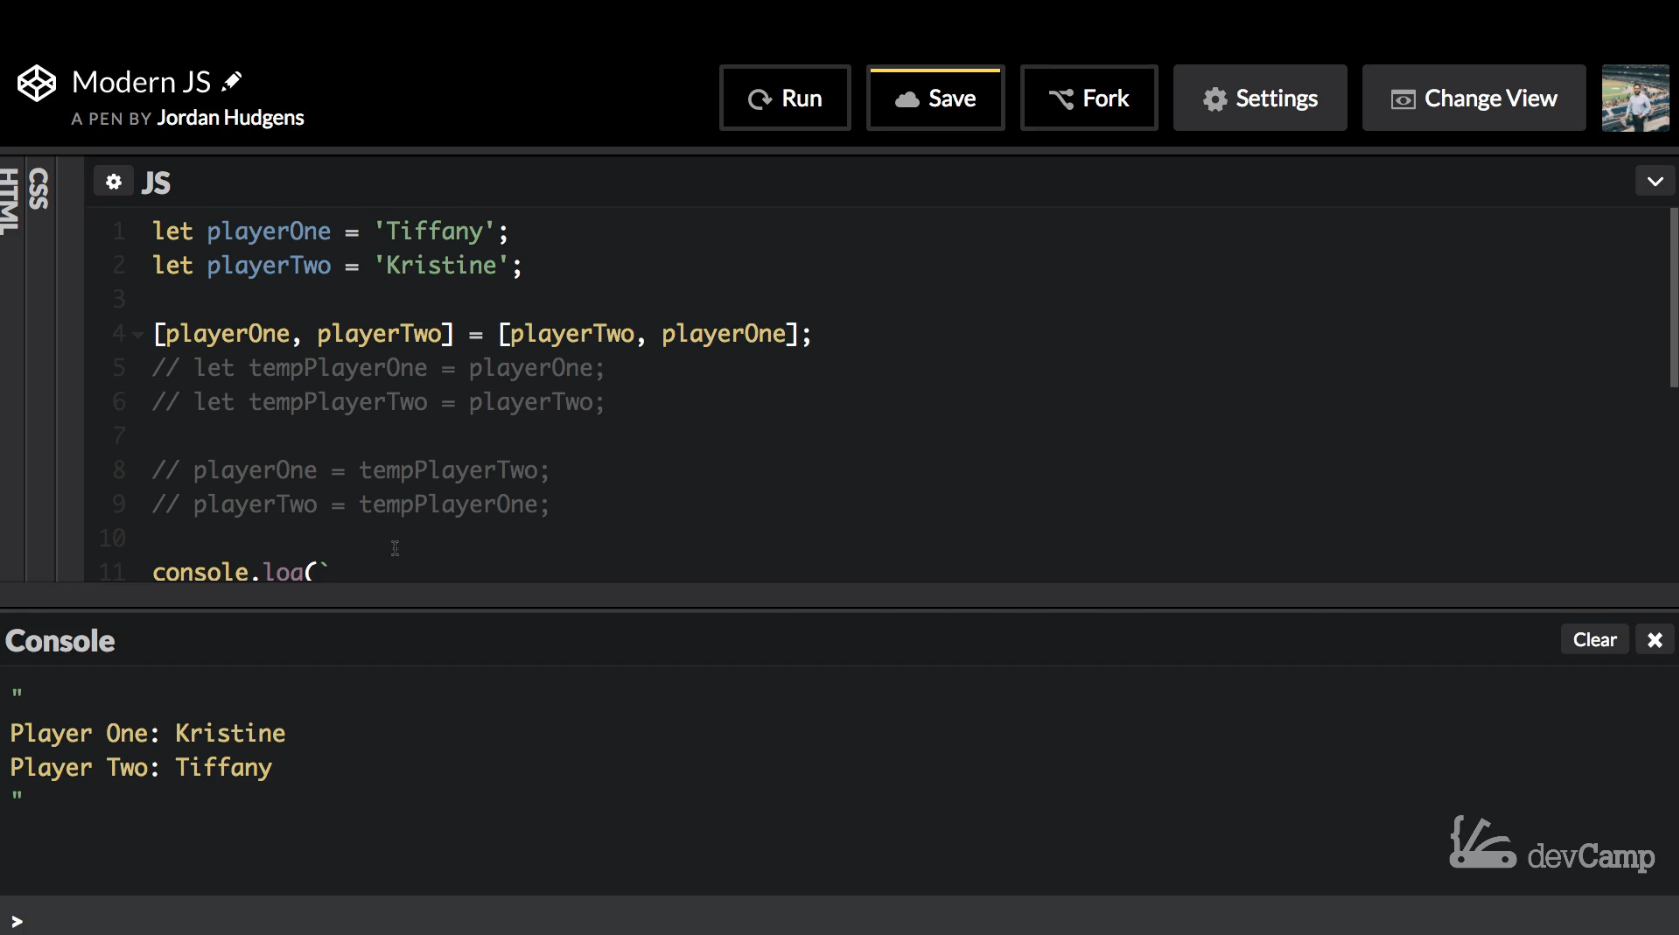 Modern JS
A PEN BY Jordan Hudgens
Run
Save
Fork
Settings
Change View
HTML
CSS
JS
1 let playerOne = 'Tiffany';
2 let playerTwo = 'Kristine';
3
4 [playerOne, playerTwo] = [playerTwo, playerOne];
5 // let tempPlayerOne = playerOne;
6 // let tempPlayerTwo = playerTwo;
7
8 // playerOne = tempPlayerTwo;
9 // playerTwo = tempPlayerOne;
10
11 console.log(`
Console
Clear
"
Player One: Kristine
Player Two: Tiffany
"
devCamp
>